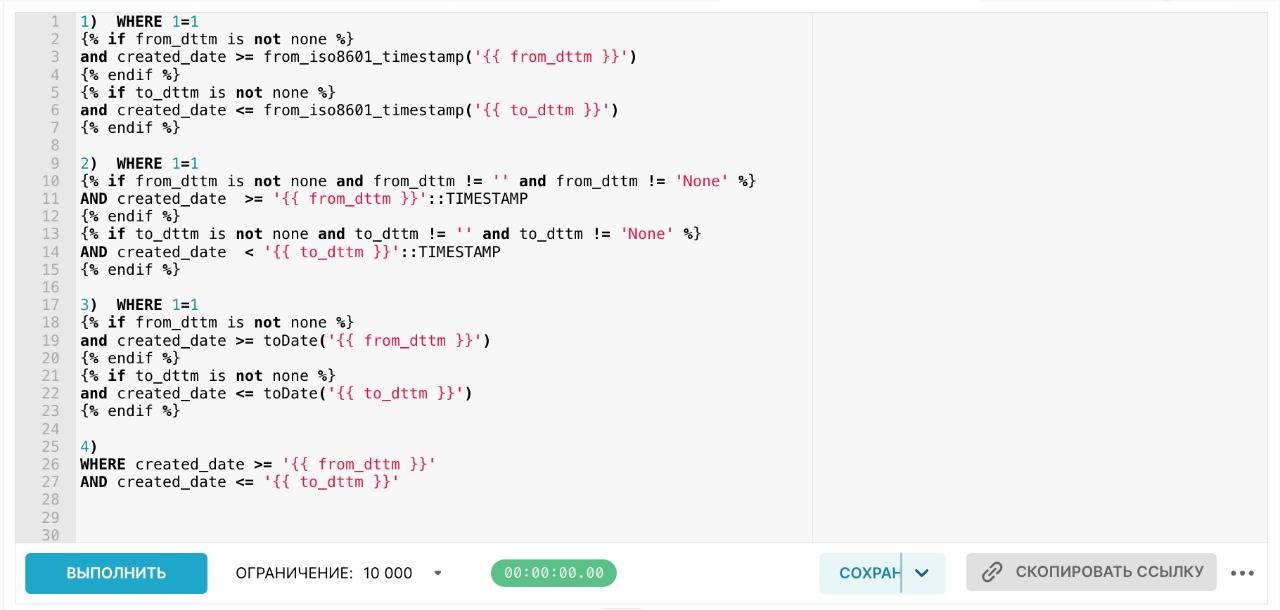 1 1)  WHERE 1=1
2 {% if from_dttm is not none %}
3 and created_date >= from_iso8601_timestamp('{{ from_dttm }}')
4 {% endif %}
5 {% if to_dttm is not none %}
6 and created_date <= from_iso8601_timestamp('{{ to_dttm }}')
7 {% endif %}
8
9 2)  WHERE 1=1
10 {% if from_dttm is not none and from_dttm != '' and from_dttm != 'None' %}
11 AND created_date  >= '{{ from_dttm }}'::TIMESTAMP
12 {% endif %}
13 {% if to_dttm is not none and to_dttm != '' and to_dttm != 'None' %}
14 AND created_date  < '{{ to_dttm }}'::TIMESTAMP
15 {% endif %}
16
17 3)  WHERE 1=1
18 {% if from_dttm is not none %}
19 and created_date >= toDate('{{ from_dttm }}')
20 {% endif %}
21 {% if to_dttm is not none %}
22 and created_date <= toDate('{{ to_dttm }}')
23 {% endif %}
24
25 4)
26 WHERE created_date >= '{{ from_dttm }}'
27 AND created_date <= '{{ to_dttm }}'
28
29
30
ВЫПОЛНИТЬ ОГРАНИЧЕНИЕ: 10 000 00:00:00.00 СОХРАН СКОПИРОВАТЬ ССЫЛКУ